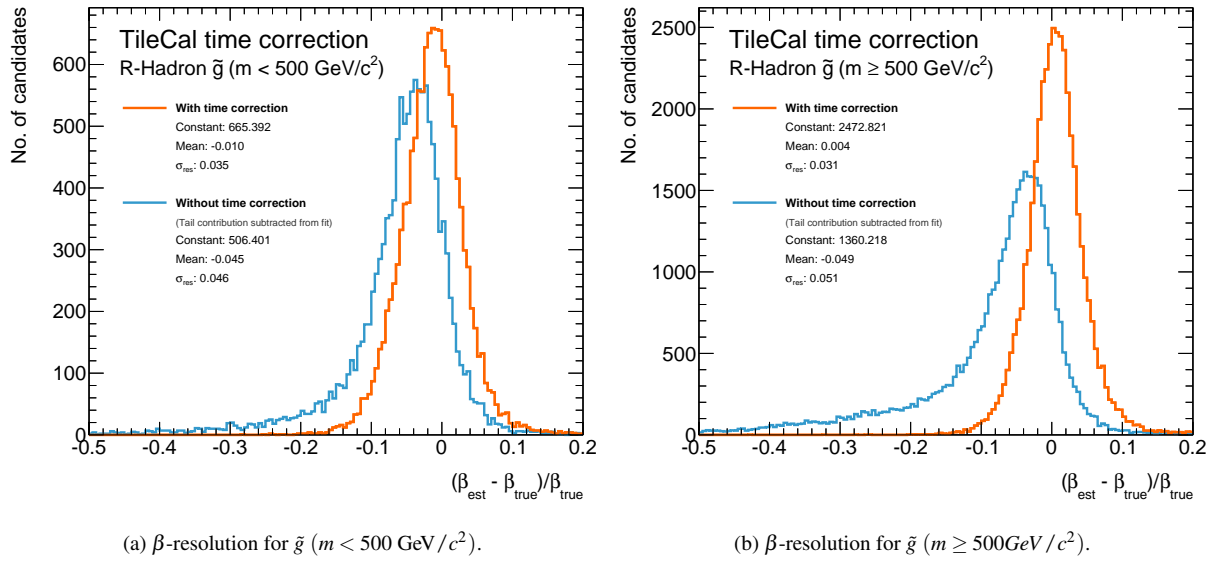 No. of candidates
600
500
400
300
200
100
0
TileCal time correction
R-Hadron g̃ (m < 500 GeV/c²)
With time correction
Constant: 665.392
Mean: -0.010
σres: 0.035
Without time correction
(Tail contribution subtracted from fit)
Constant: 506.401
Mean: -0.045
σres: 0.046
-0.5 -0.4 -0.3 -0.2 -0.1 0 0.1 0.2
(βest - βtrue)/βtrue
(a) β-resolution for g̃ (m < 500 GeV/c²).
No. of candidates
2500
2000
1500
1000
500
0
TileCal time correction
R-Hadron g̃ (m ≥ 500 GeV/c²)
With time correction
Constant: 2472.821
Mean: 0.004
σres: 0.031
Without time correction
(Tail contribution subtracted from fit)
Constant: 1360.218
Mean: -0.049
σres: 0.051
-0.5 -0.4 -0.3 -0.2 -0.1 0 0.1 0.2
(βest - βtrue)/βtrue
(b) β-resolution for g̃ (m ≥ 500GeV/c²).